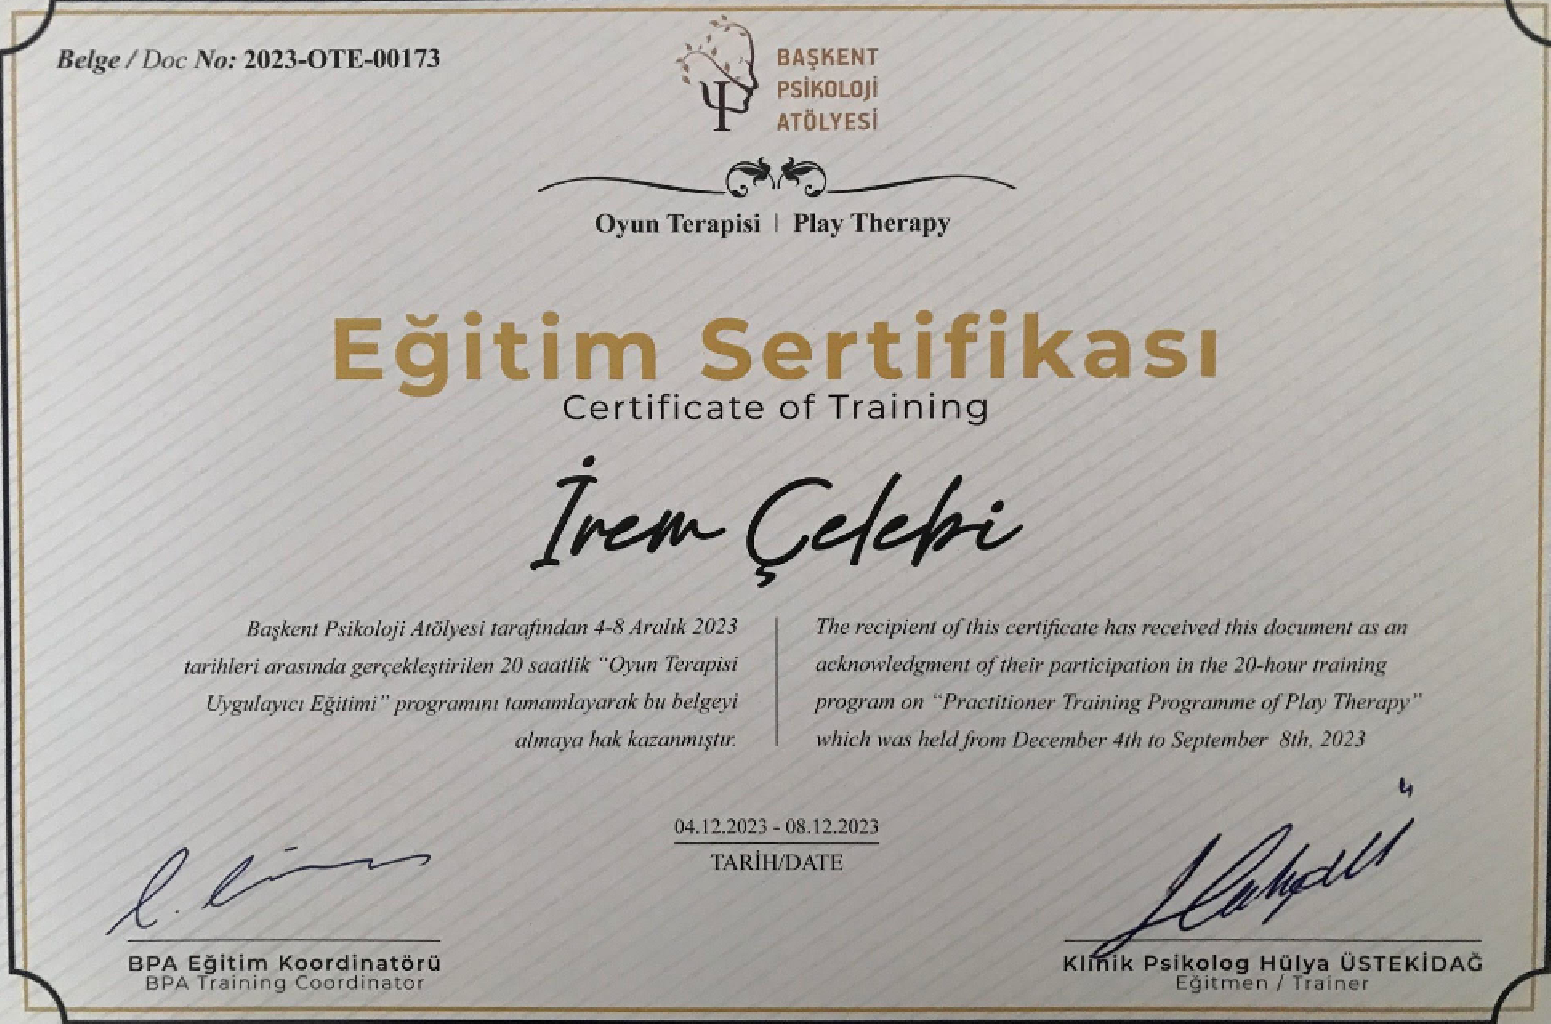 Belge / Doc No: 2023-OTE-00173
BAŞKENT
PSİKOLOJİ
ATÖLYESİ
Oyun Terapisi | Play Therapy
Eğitim Sertifikası
Certificate of Training
İrem Çelebi
Başkent Psikoloji Atölyesi tarafından 4-8 Aralık 2023
tarihleri arasında gerçekleştirilen 20 saatlik “Oyun Terapisi
Uygulayıcı Eğitimi” programını tamamlayarak bu belgeyi
almaya hak kazanmıştır.
The recipient of this certificate has received this document as an
acknowledgment of their participation in the 20-hour training
program on “Practitioner Training Programme of Play Therapy”
which was held from December 4th to September 8th, 2023
04.12.2023 - 08.12.2023
TARİH/DATE
BPA Eğitim Koordinatörü
BPA Training Coordinator
Klinik Psikolog Hülya ÜSTEKİDAĞ
Eğitmen / Trainer